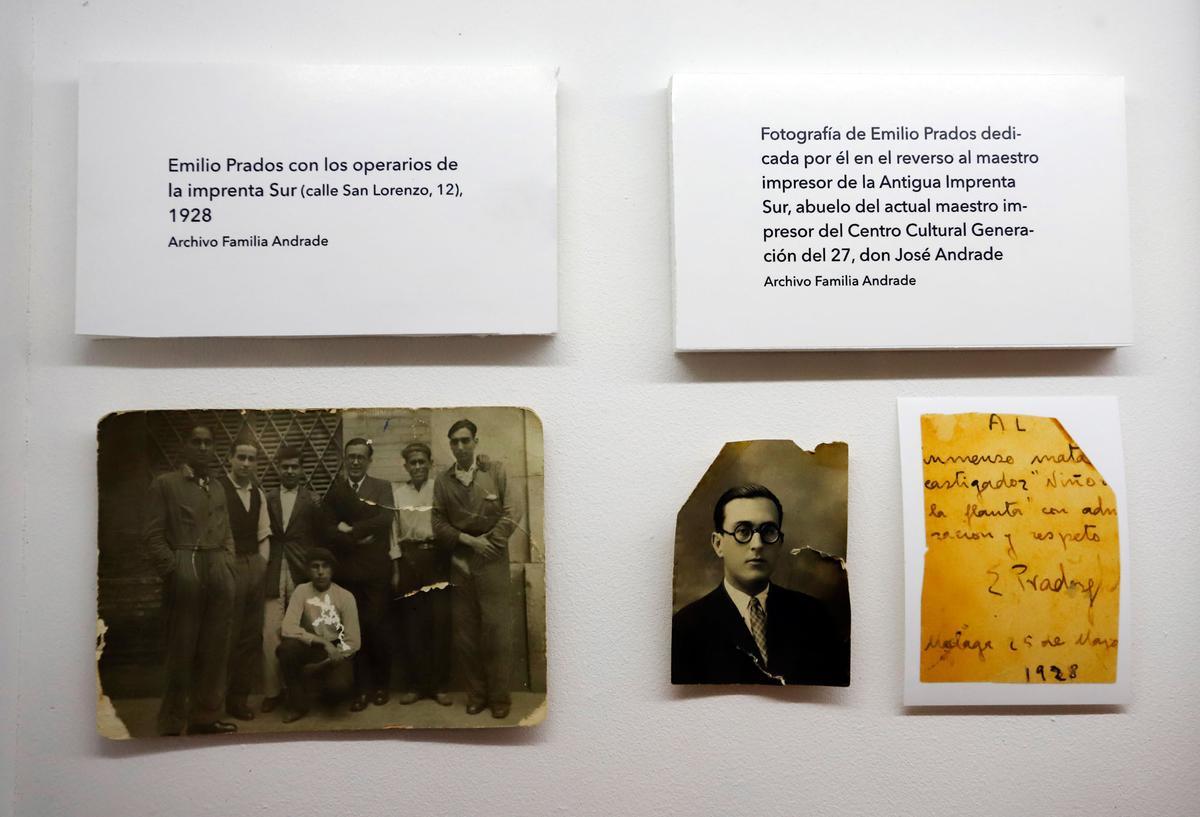 Emilio Prados con los operarios de
la imprenta Sur (calle San Lorenzo, 12),
1928
Archivo Familia Andrade
Fotografía de Emilio Prados dedi-
cada por él en el reverso al maestro
impresor de la Antigua Imprenta
Sur, abuelo del actual maestro im-
presor del Centro Cultural Genera-
ción del 27, don José Andrade
Archivo Familia Andrade
AL
inmenso mata
castigador "Niño
la flauta" con adm
racion y respeto
E Prados
Malaga 25 de Mayo
1928